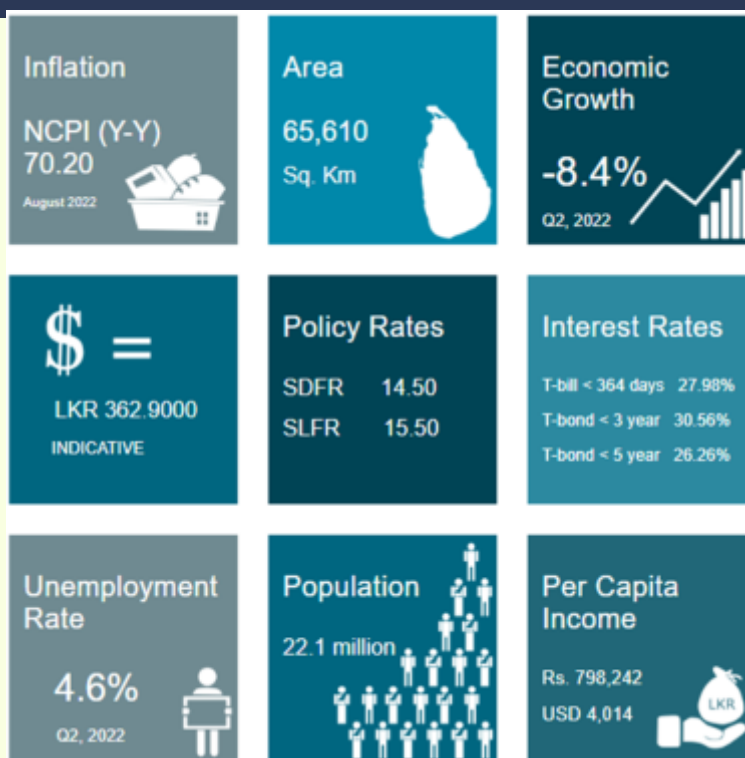 Inflation
NCPI (Y-Y)
70.20
August 2022
Area
65,610
Sq. Km
Economic
Growth
-8.4%
Q2, 2022
$ =
LKR 362.9000
INDICATIVE
Policy Rates
SDFR 14.50
SLFR 15.50
Interest Rates
T-bill < 364 days 27.98%
T-bond < 3 year 30.56%
T-bond < 5 year 26.26%
Unemployment
Rate
4.6%
Q2, 2022
Population
22.1 million
Per Capita
Income
Rs. 798,242
USD 4,014
LKR